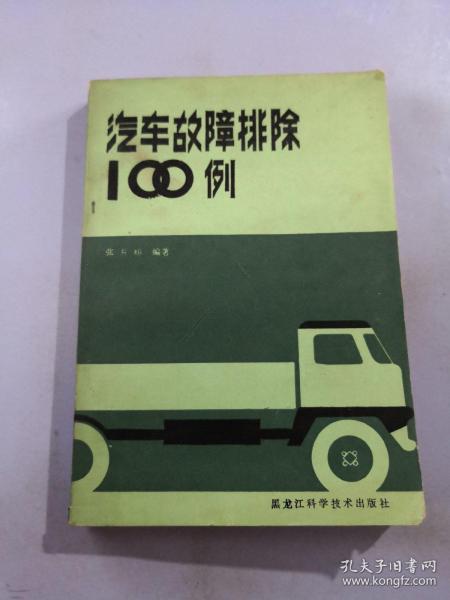 汽车故障排除
100例
张 编著
黑龙江科学技术出版社
孔夫子旧书网
www.kongfz.com